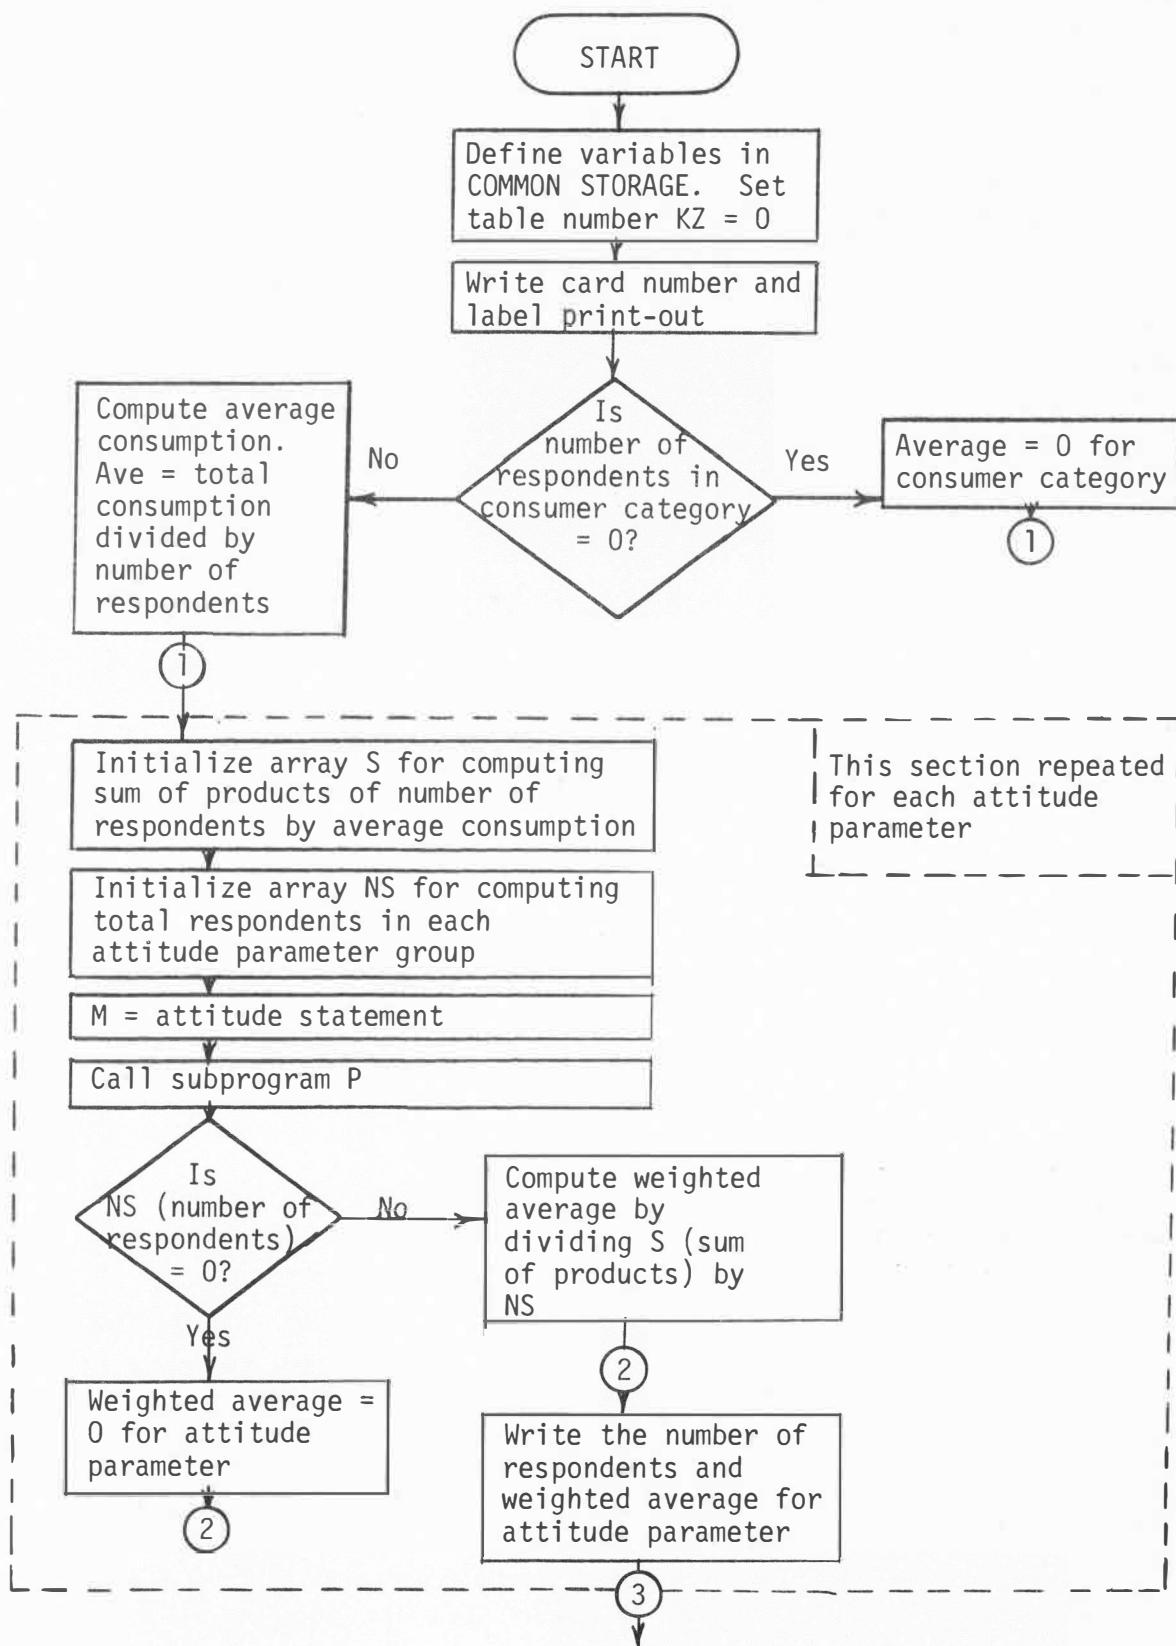 START
Define variables in
COMMON STORAGE. Set
table number KZ = 0
Write card number and
label print-out
Is
number of
respondents in
consumer category
= 0?
No
Yes
Compute average
consumption.
Ave = total
consumption
divided by
number of
respondents
Average = 0 for
consumer category
1
1
Initialize array S for computing
sum of products of number of
respondents by average consumption
This section repeated
for each attitude
parameter
Initialize array NS for computing
total respondents in each
attitude parameter group
M = attitude statement
Call subprogram P
Is
NS (number of
respondents)
= 0?
No
Compute weighted
average by
dividing S (sum
of products) by
NS
Yes
2
Weighted average =
0 for attitude
parameter
2
Write the number of
respondents and
weighted average for
attitude parameter
3